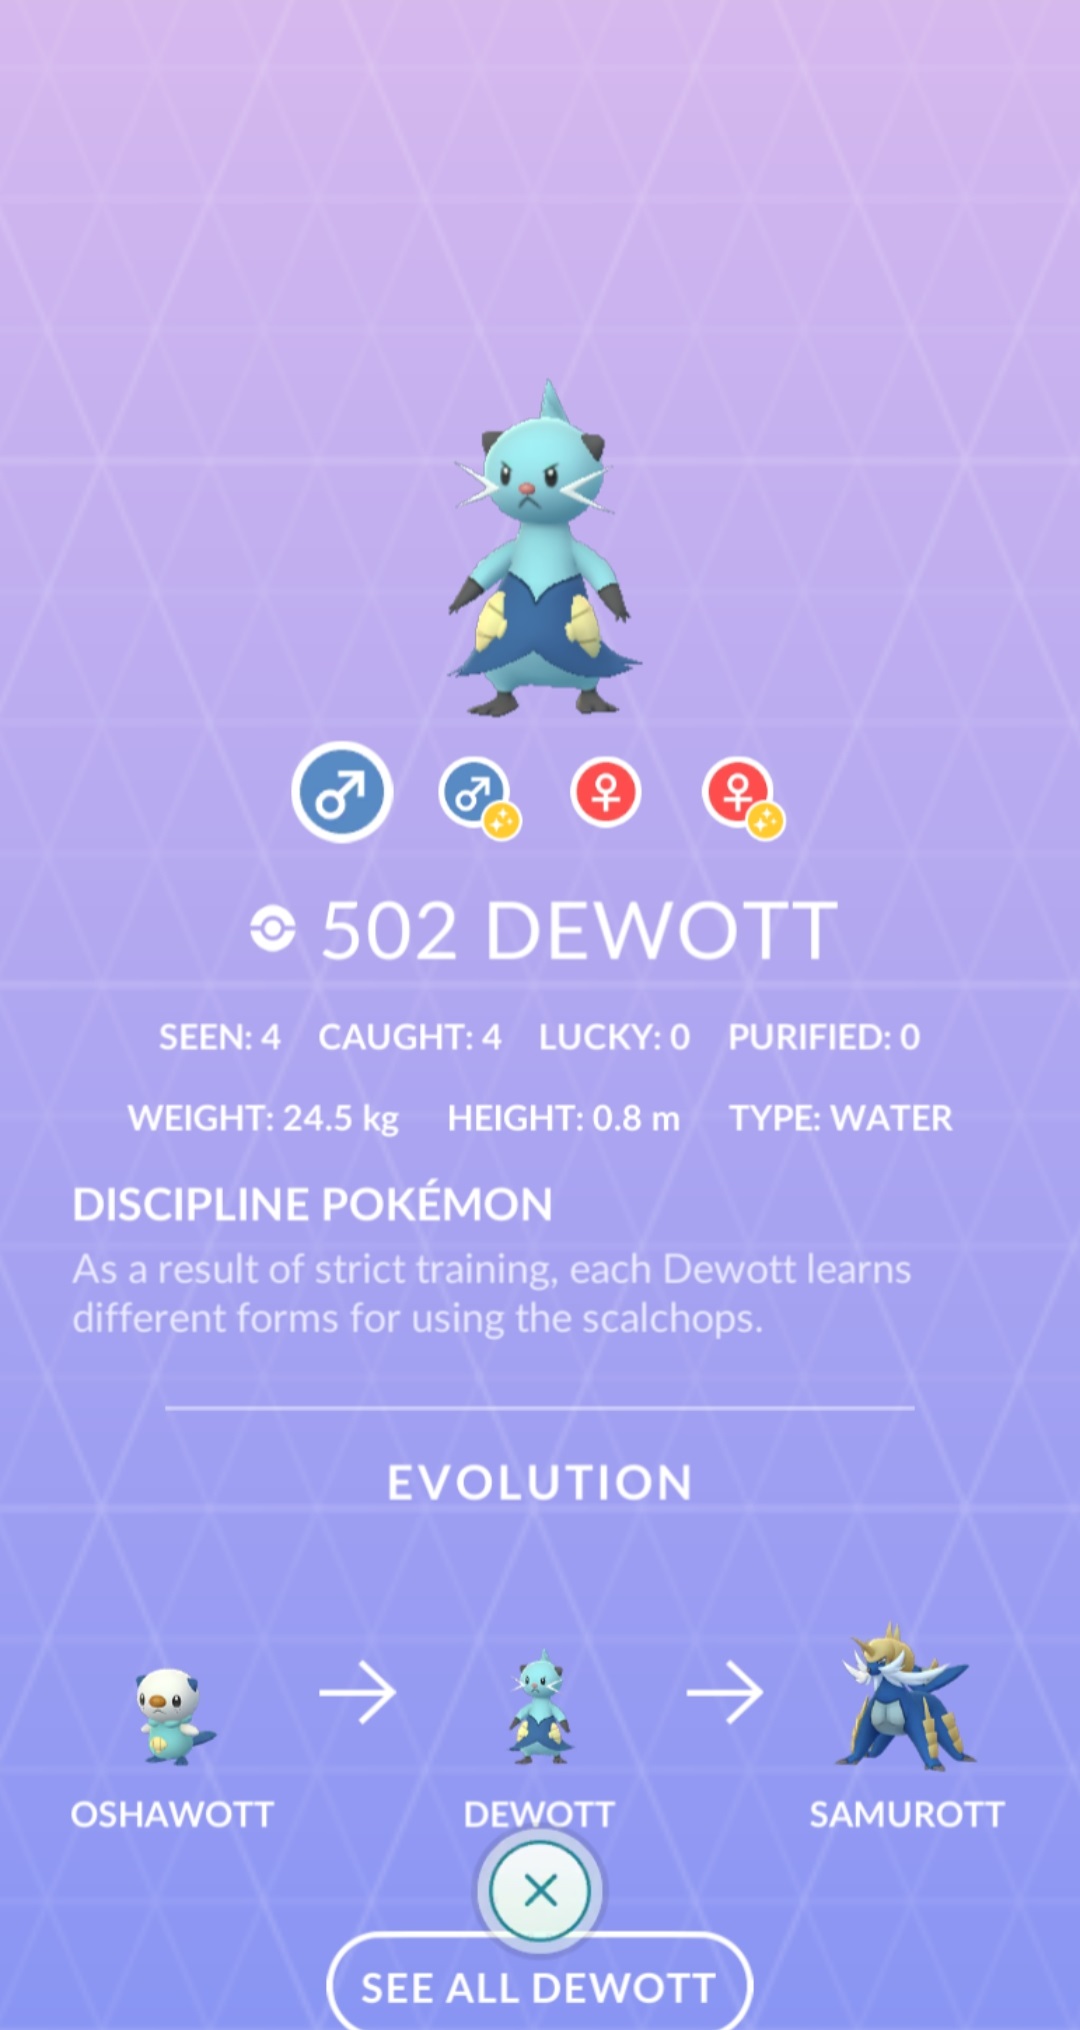 502 DEWOTT
SEEN: 4 CAUGHT: 4 LUCKY: 0 PURIFIED: 0
WEIGHT: 24.5 kg HEIGHT: 0.8 m TYPE: WATER
DISCIPLINE POKÉMON
As a result of strict training, each Dewott learns
different forms for using the scalchops.
EVOLUTION
OSHAWOTT DEWOTT SAMUROTT
SEE ALL DEWOTT